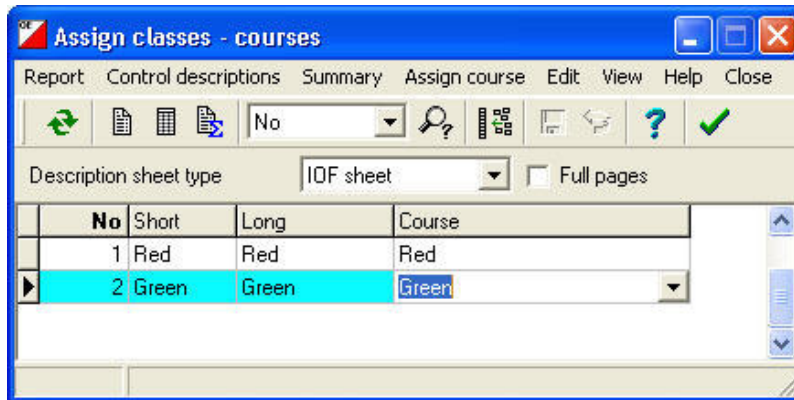 OE Assign classes - courses
Report Control descriptions Summary Assign course Edit View Help Close
No
Description sheet type IOF sheet Full pages
No Short Long Course
1 Red Red Red
2 Green Green Green